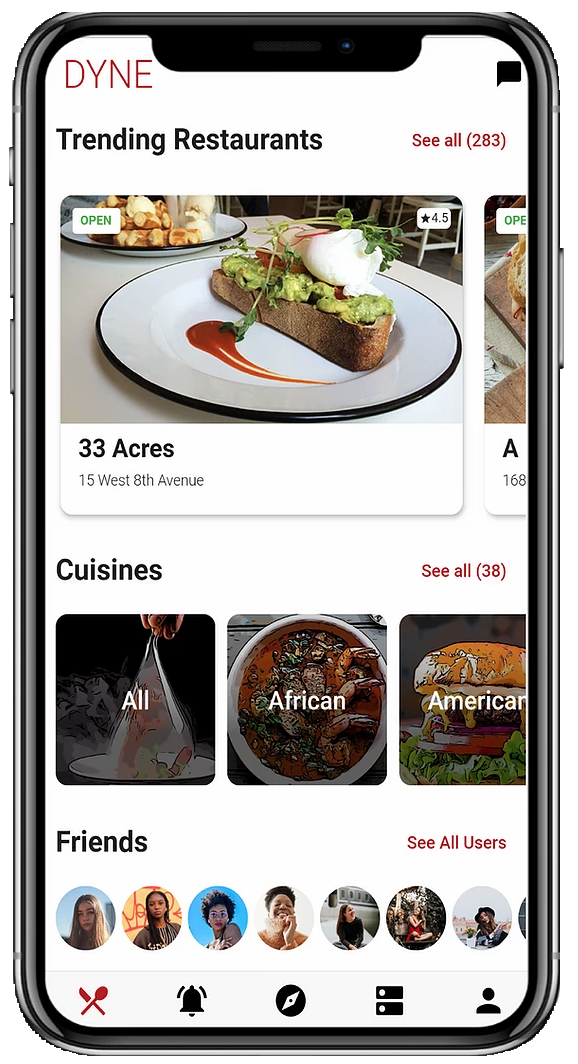 DYNE
Trending Restaurants
See all (283)
OPEN
★4.5
OPE
33 Acres
15 West 8th Avenue
A
168
Cuisines
See all (38)
All
African
American
Friends
See All Users